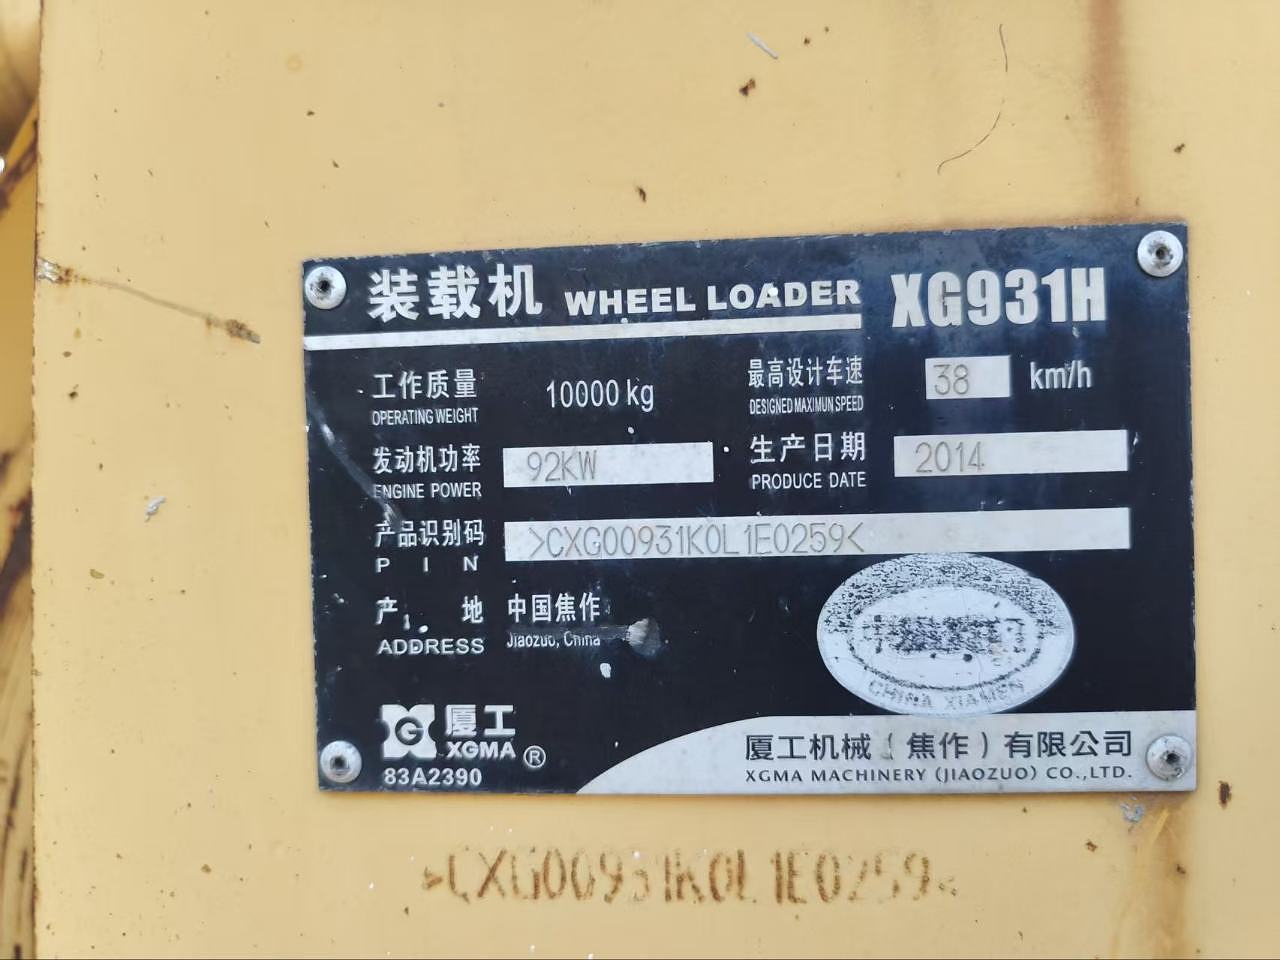 装载机 WHEEL LOADER XG931H
工作质量 10000 kg 最高设计车速 38 km/h
OPERATING WEIGHT DESIGNED MAXIMUN SPEED
发动机功率 92KW 生产日期 2014
ENGINE POWER PRODUCE DATE
产品识别码 >CXG00931K0L1E0259<
P I N
产 地 中国焦作
ADDRESS Jiaozuo, China
CHINA XIAMEN
G 厦工
XGMA ®
83A2390
厦工机械(焦作)有限公司
XGMA MACHINERY (JIAOZUO) CO.,LTD.
>CXG00931K0L1E0259<